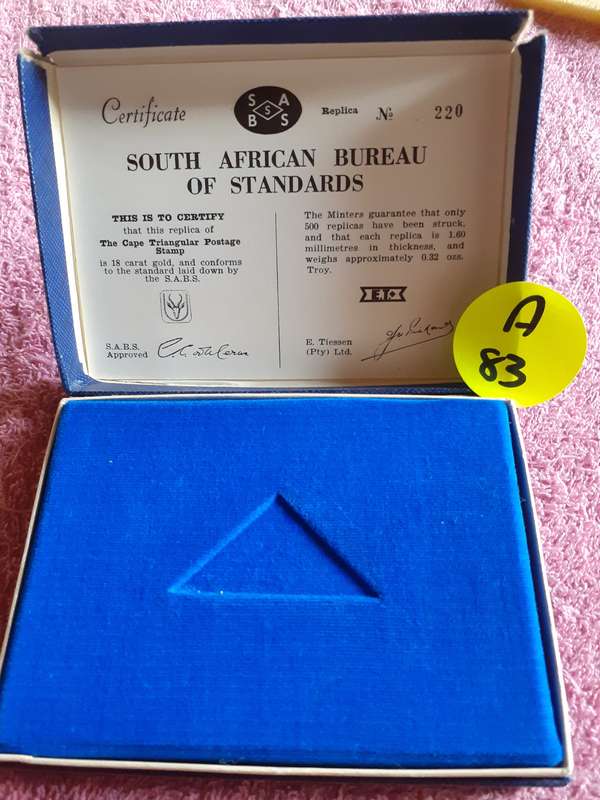 Certificate
S A
S
B S
Replica No 220
SOUTH AFRICAN BUREAU
OF STANDARDS
THIS IS TO CERTIFY
that this replica of
The Cape Triangular Postage
Stamp
is 18 carat gold, and conforms
to the standard laid down by
the S.A.B.S.
S.A.B.S.
Approved
The Minters guarantee that only
500 replicas have been struck,
and that each replica is 1.60
millimetres in thickness, and
weighs approximately 0.32 ozs.
Troy.
E.T.
E. Tiessen
(Pty) Ltd.
A
83